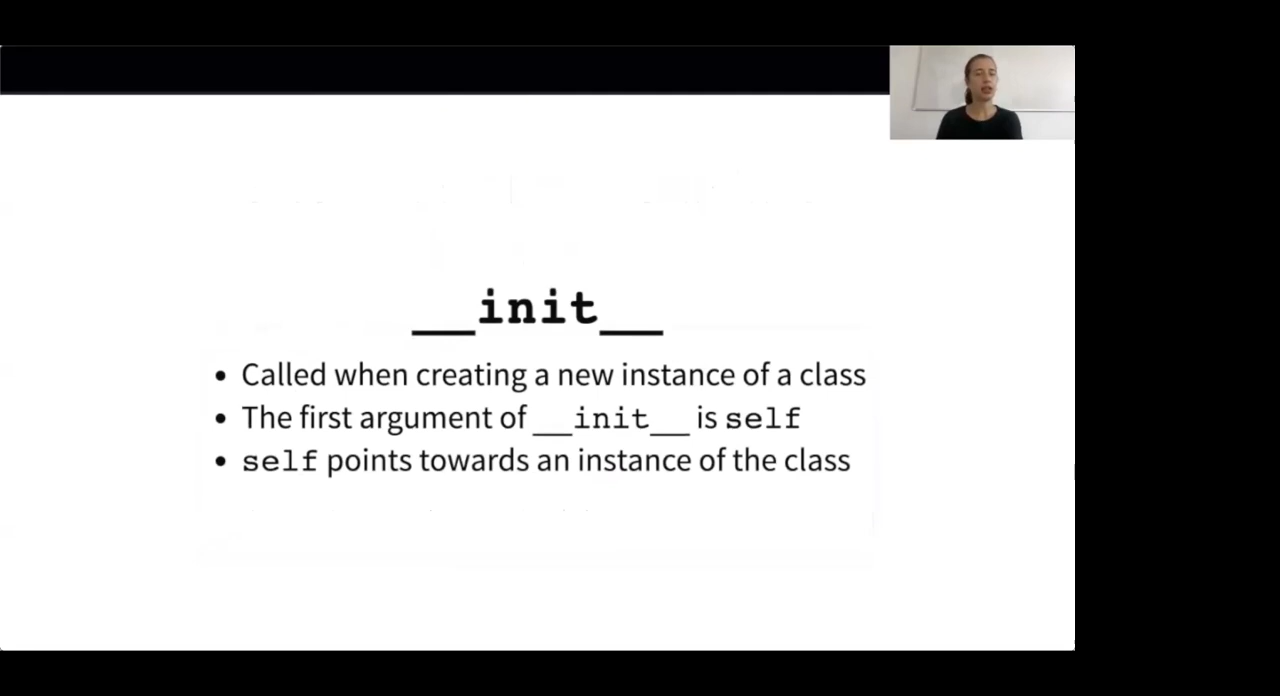 __init__
• Called when creating a new instance of a class
• The first argument of __init__ is self
• self points towards an instance of the class